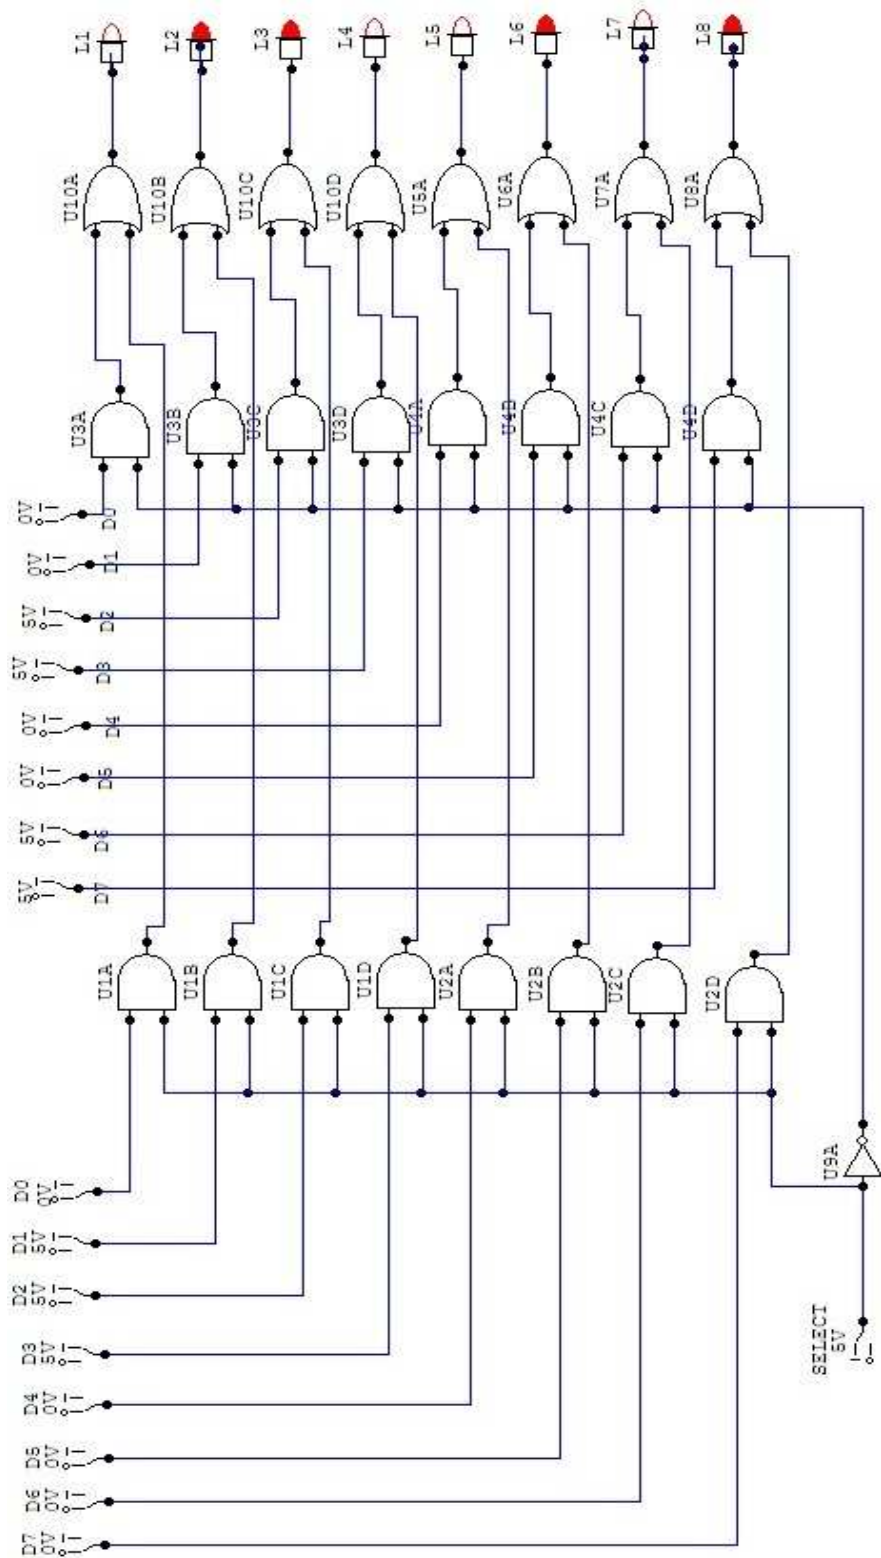 L1
L2
L3
L4
L5
L6
L7
L8
U10A
U10B
U10C
U10D
U5A
U6A
U7A
U8A
U3A
U3B
U3C
U3D
U4A
U4B
U4C
U4D
0V
D0
0V
D1
5V
D2
5V
D3
0V
D4
0V
D5
5V
D6
5V
D7
U1A
U1B
U1C
U1D
U2A
U2B
U2C
U2D
U9A
D0
0V
D1
5V
D2
5V
D3
5V
D4
0V
D5
0V
D6
0V
D7
0V
SELECT
5V